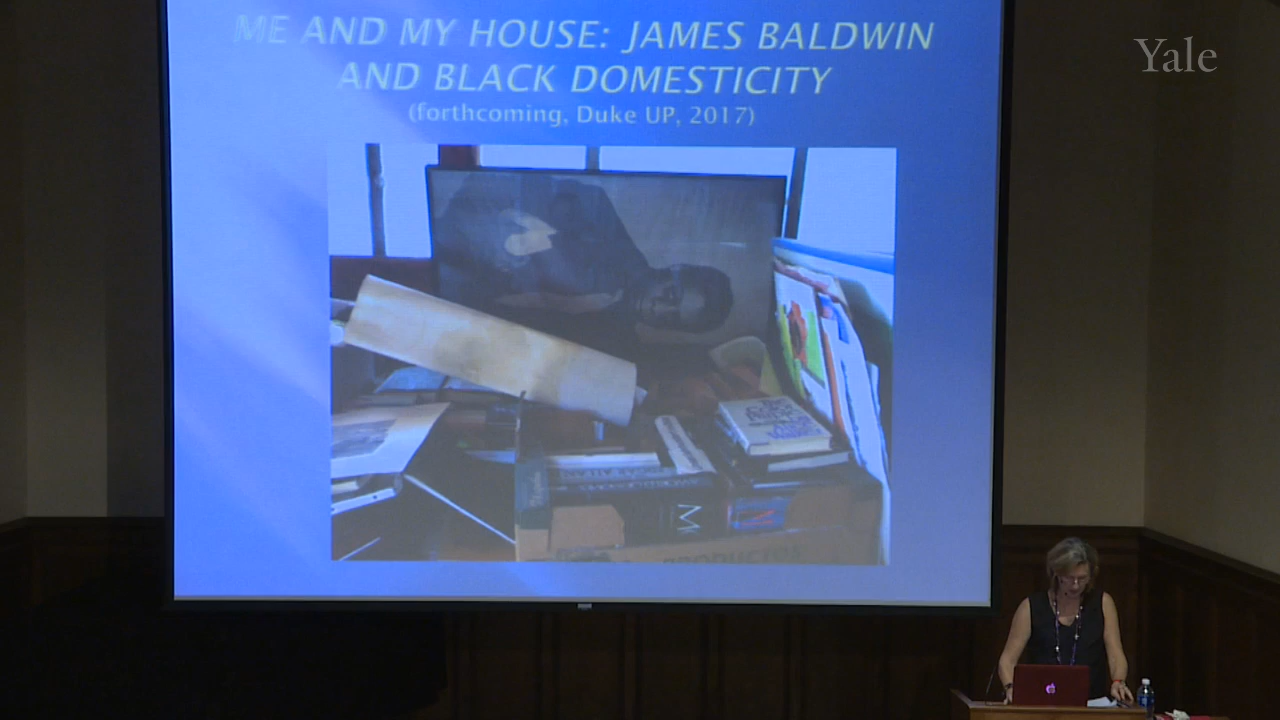 ME AND MY HOUSE: JAMES BALDWIN
AND BLACK DOMESTICITY
(forthcoming, Duke UP, 2017)
Yale